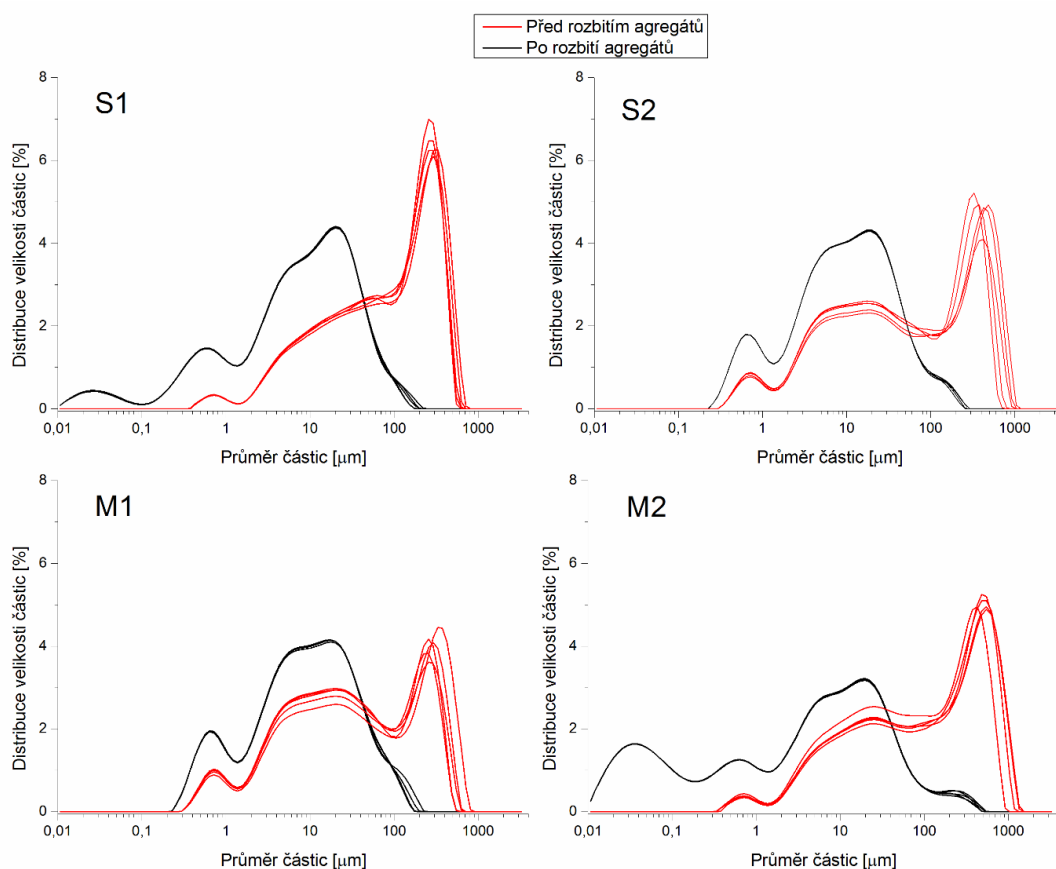 Před rozbitím agregátů
Po rozbití agregátů
S1
Distribuce velikosti částic [%]
8
6
4
2
0
0,01 0,1 1 10 100 1000
Průměr částic [μm]
S2
Distribuce velikosti částic [%]
8
6
4
2
0
0,01 0,1 1 10 100 1000
Průměr částic [μm]
M1
Distribuce velikosti částic [%]
8
6
4
2
0
0,01 0,1 1 10 100 1000
Průměr částic [μm]
M2
Distribuce velikosti částic [%]
8
6
4
2
0
0,01 0,1 1 10 100 1000
Průměr částic [μm]